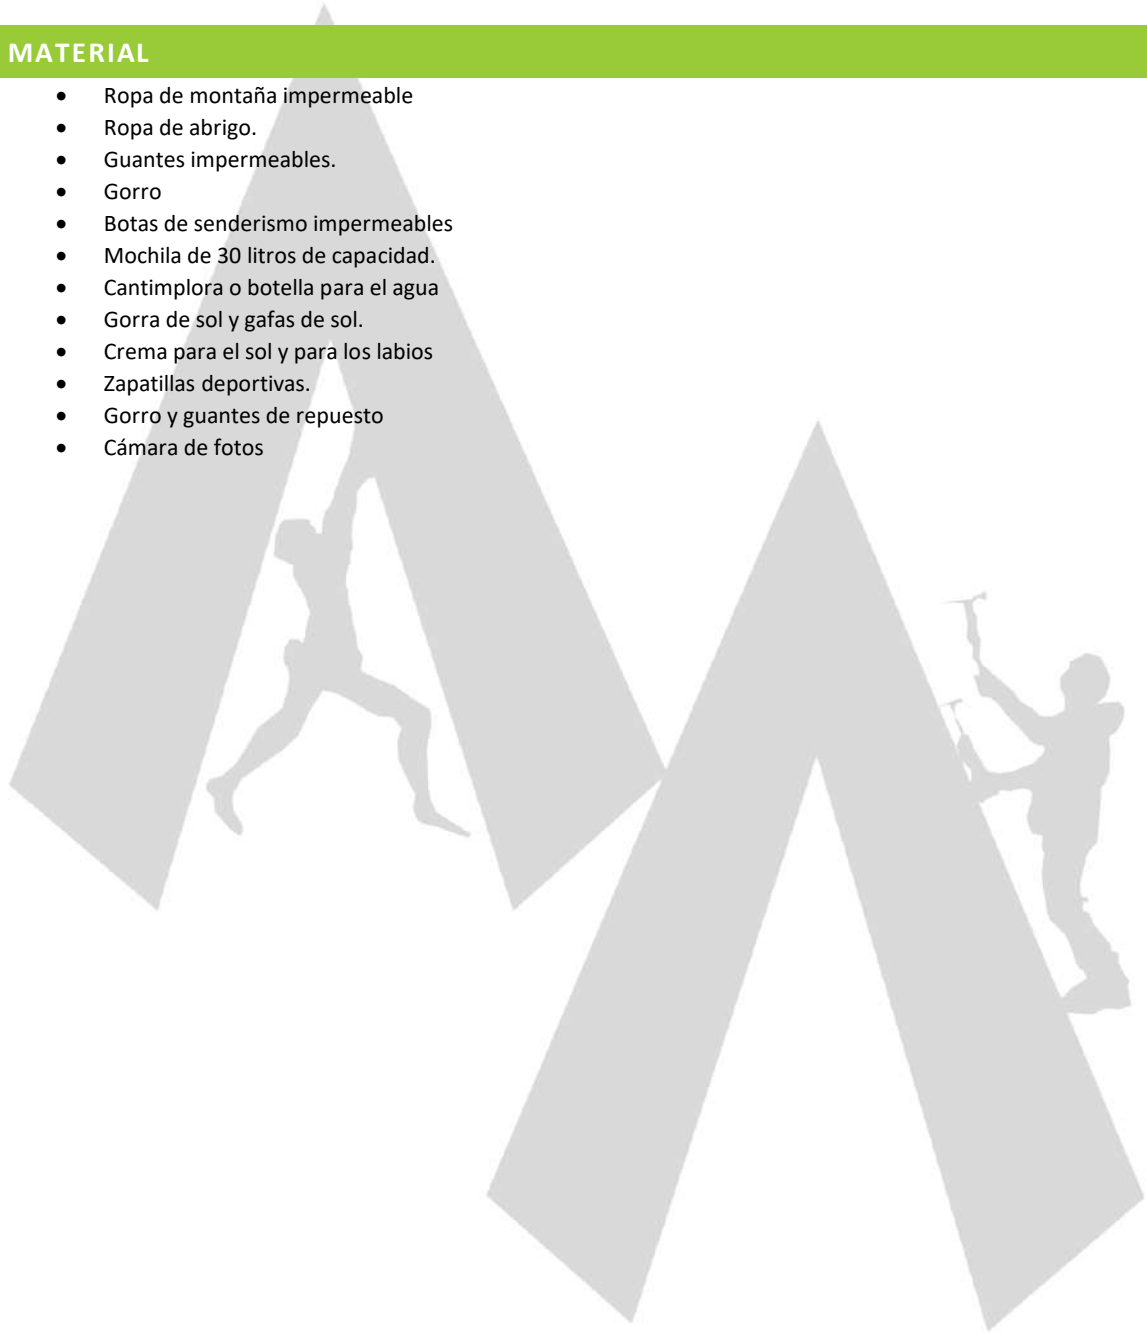 MATERIAL
• Ropa de montaña impermeable
• Ropa de abrigo.
• Guantes impermeables.
• Gorro
• Botas de senderismo impermeables
• Mochila de 30 litros de capacidad.
• Cantimplora o botella para el agua
• Gorra de sol y gafas de sol.
• Crema para el sol y para los labios
• Zapatillas deportivas.
• Gorro y guantes de repuesto
• Cámara de fotos